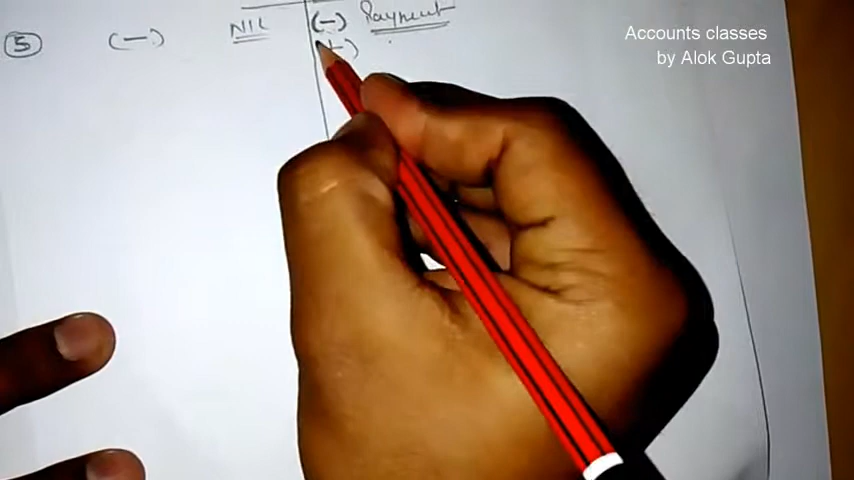 NIL (-) Payment
(5) (-)
Accounts classes
by Alok Gupta